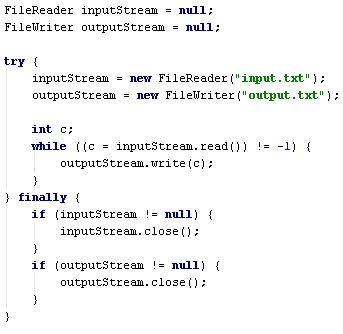 FileReader inputStream = null;
FileWriter outputStream = null;

try {
    inputStream = new FileReader("input.txt");
    outputStream = new FileWriter("output.txt");

    int c;
    while ((c = inputStream.read()) != -1) {
        outputStream.write(c);
    }
} finally {
    if (inputStream != null) {
        inputStream.close();
    }
    if (outputStream != null) {
        outputStream.close();
    }
}